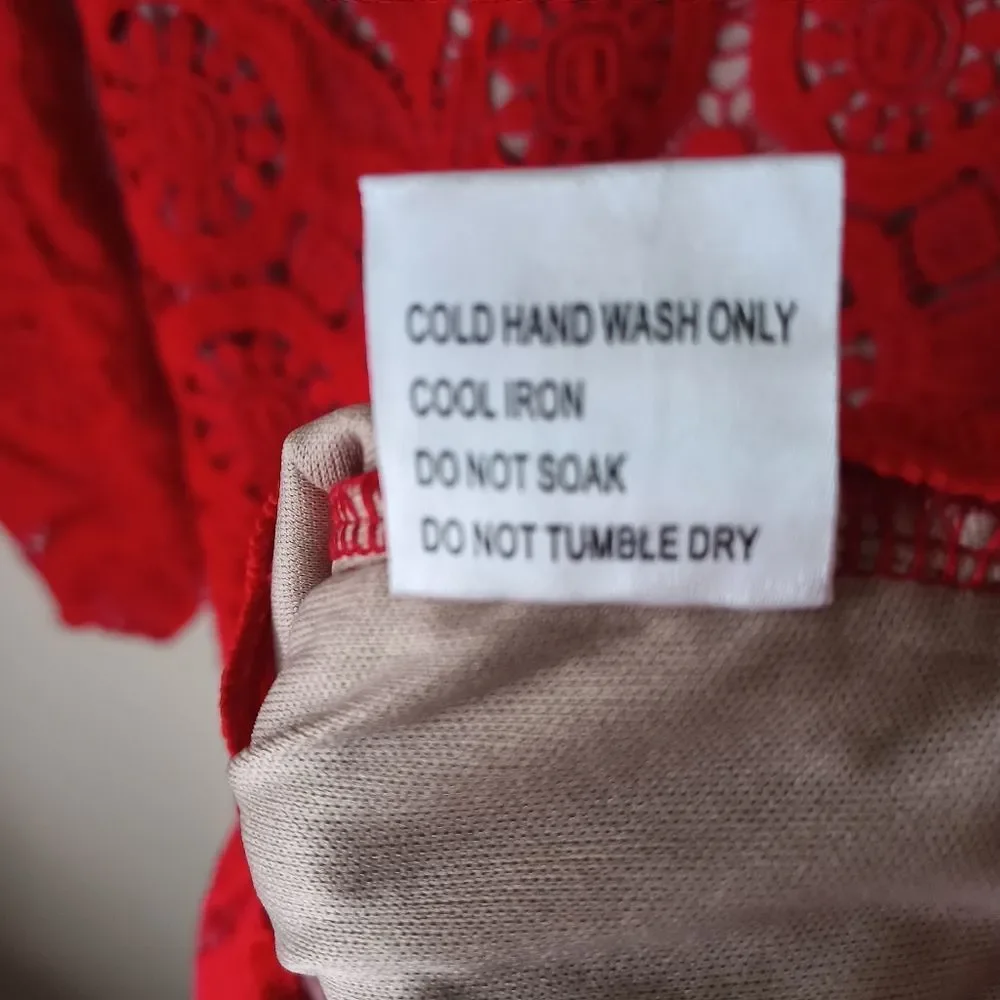 COLD HAND WASH ONLY
COOL IRON
DO NOT SOAK
DO NOT TUMBLE DRY